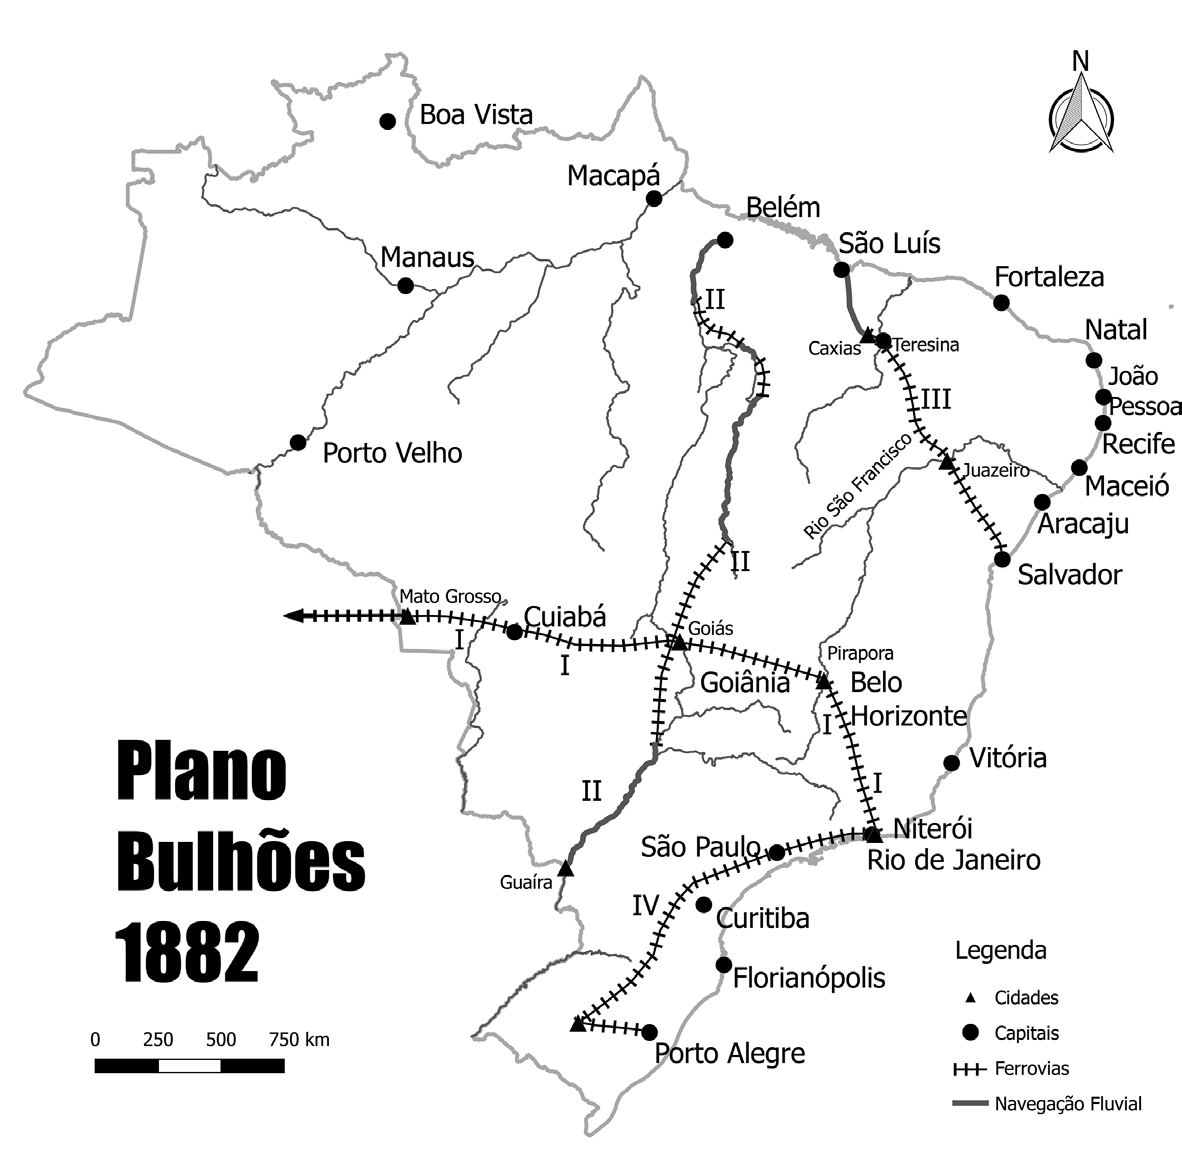 N
Boa Vista
Macapá
Belém
São Luís
Manaus
Fortaleza
II
Natal
Caxias
Teresina
João
Pessoa
III
Recife
Rio São Francisco
Porto Velho
Juazeiro
Maceió
Aracaju
II
Salvador
Mato Grosso
Cuiabá
Goiás
I
I
Pirapora
Goiânia
Belo
Horizonte
I
Vitória
I
II
Plano
Bulhões
1882
Niterói
São Paulo
Rio de Janeiro
Guaíra
IV
Curitiba
Florianópolis
Porto Alegre
0 250 500 750 km
Legenda
Cidades
Capitais
Ferrovias
Navegação Fluvial